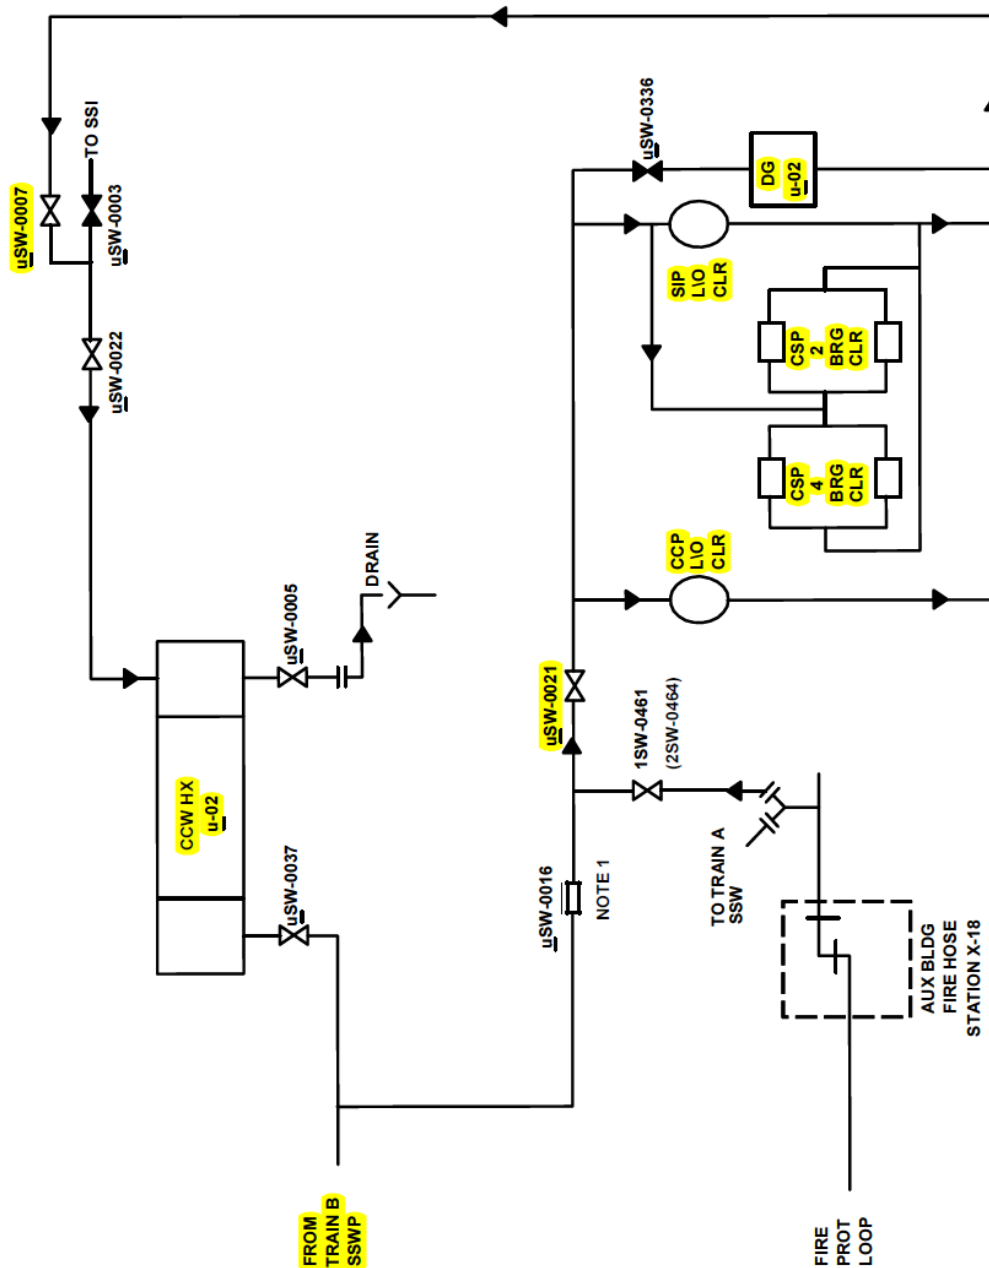 FROM
TRAIN B
SSWP
CCW HX
u-02
uSW-0037
uSW-0005
DRAIN
uSW-0022
uSW-0007
uSW-0003
TO SSI
uSW-0016
NOTE 1
uSW-0021
1SW-0461
(2SW-0464)
TO TRAIN A
SSW
FIRE
PROT
LOOP
AUX BLDG
FIRE HOSE
STATION X-18
CCP
L\O
CLR
CSP
4
BRG
CLR
CSP
2
BRG
CLR
SIP
L\O
CLR
uSW-0336
DG
u-02